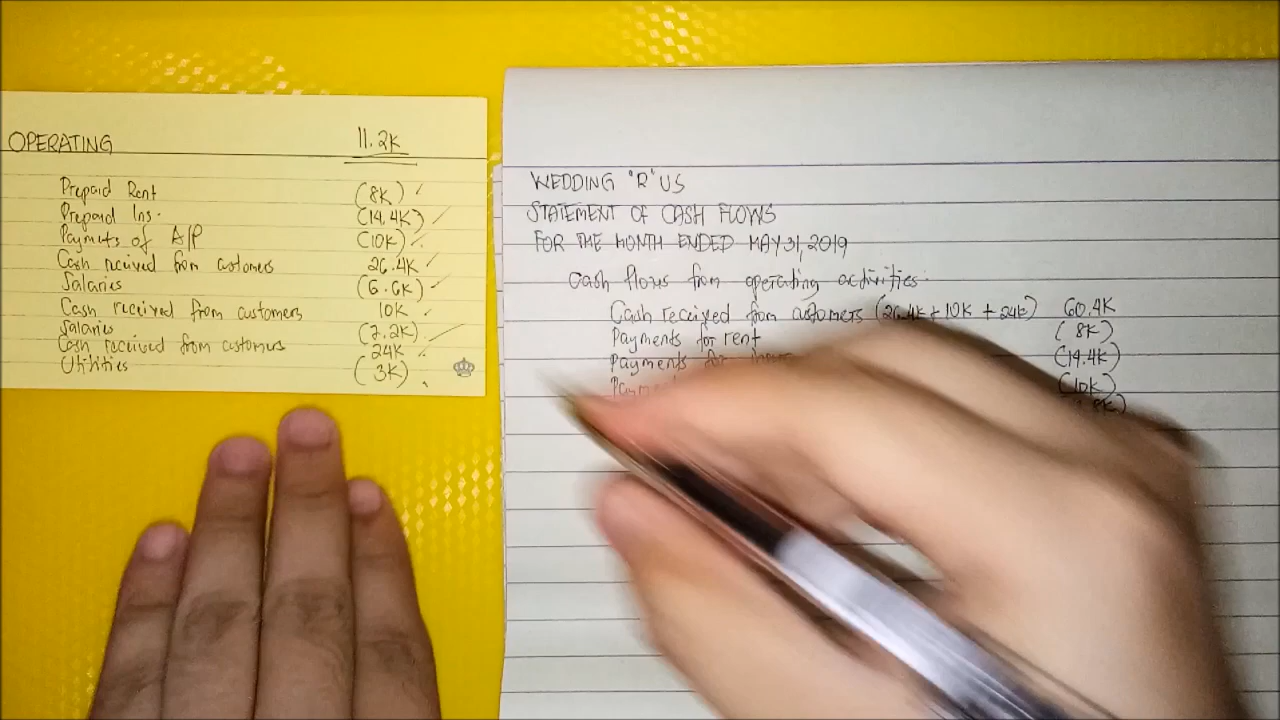 OPERATING 11.2K
Prepaid Rent (8K)
Prepaid Ins. (14.4K)
Paymnts of A/P (10K)
Cash received from customers 26.4K
Salaries (6.6K)
Cash received from customers 10K
Salaries (7.2K)
Cash received from customers 24K
Utilities (3K)
WEDDING "R" US
STATEMENT OF CASH FLOWS
FOR THE MONTH ENDED MAY 31, 2019
Cash flows from operating activities:
Cash received from customers (26.4K + 10K + 24K) 60.4K
Payments for rent (8K)
Payments for (14.4K)
(10K)